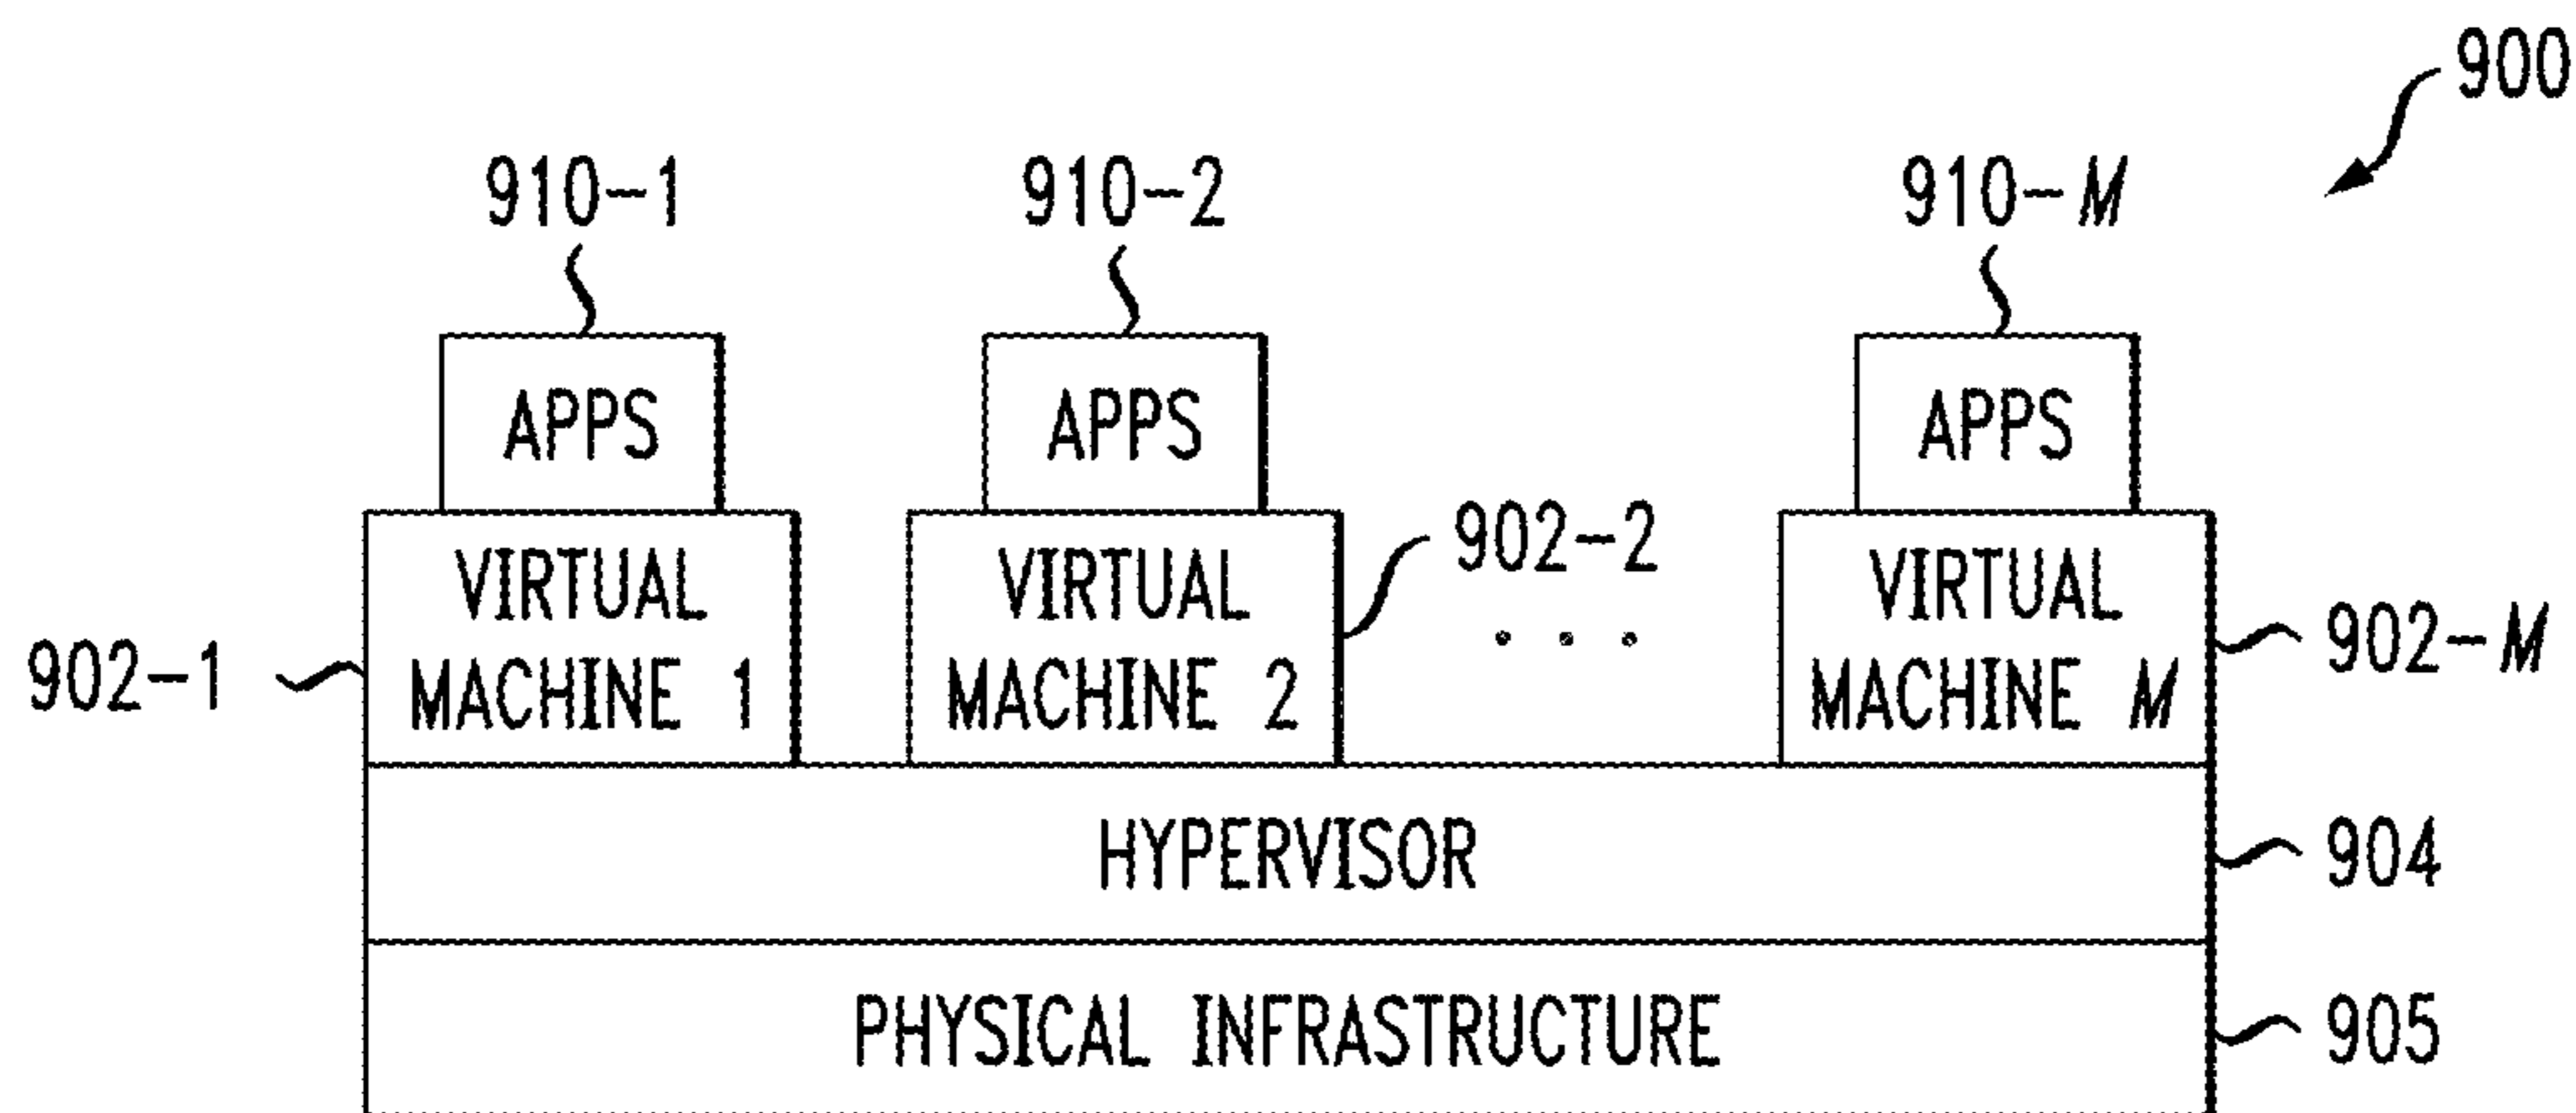 900
910-1 910-2 910-M
APPS APPS APPS
902-2
VIRTUAL VIRTUAL VIRTUAL
902-M
902-1 MACHINE 1 MACHINE 2 . . . MACHINE M
HYPERVISOR 904
PHYSICAL INFRASTRUCTURE 905